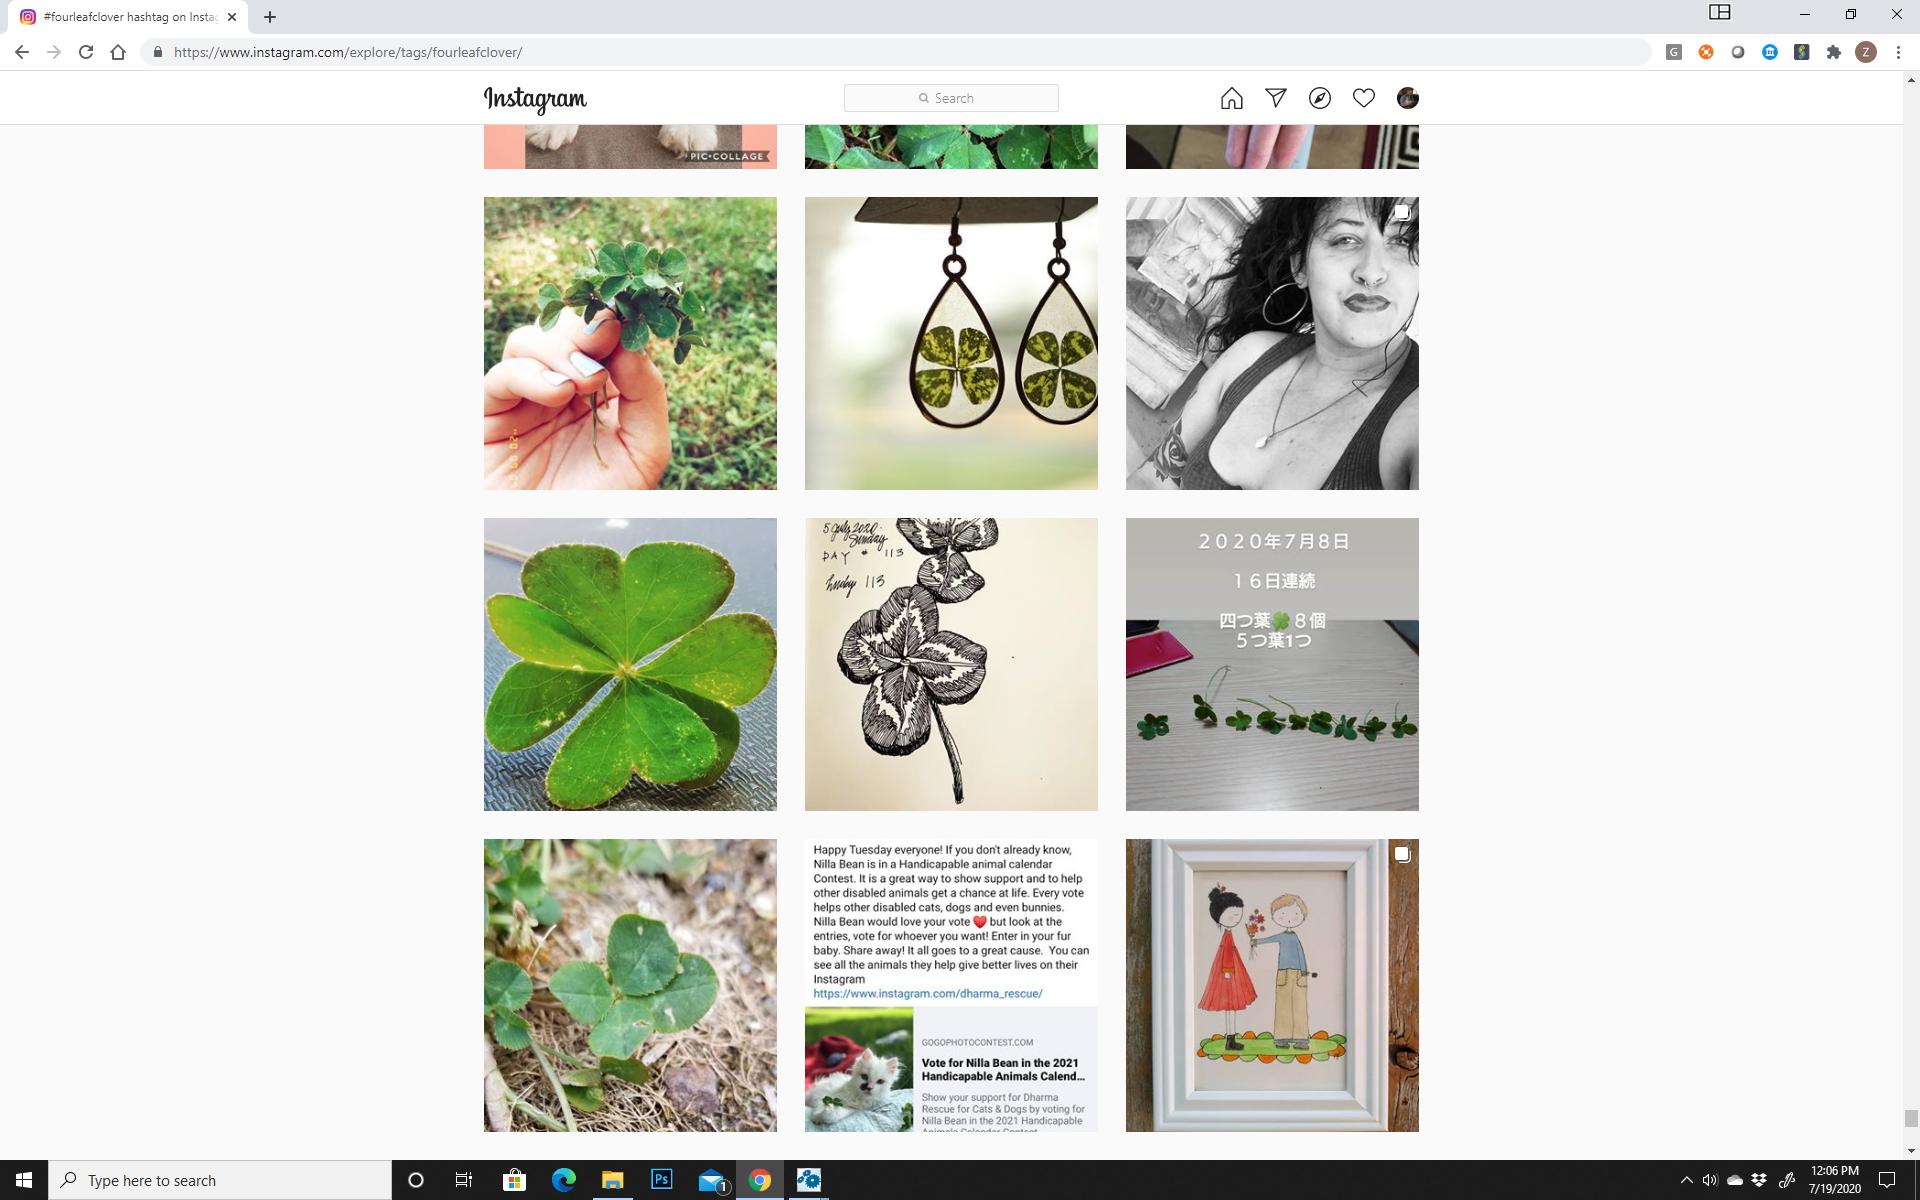 #fourleafclover hashtag on Insta
https://www.instagram.com/explore/tags/fourleafclover/
G
Z
Instagram
Search
PIC•COLLAGE
5 July 2020
Sunday
DAY # 113
Lucky 113
2020年7月8日
16日連続
四つ葉🍀8個
5つ葉1つ
Happy Tuesday everyone! If you don't already know,
Nilla Bean is in a Handicapable animal calendar
Contest. It is a great way to show support and to help
other disabled animals get a chance at life. Every vote
helps other disabled cats, dogs and even bunnies.
Nilla Bean would love your vote ❤️ but look at the
entries, vote for whoever you want! Enter in your fur
baby. Share away! It all goes to a great cause. You can
see all the animals they help give better lives on their
Instagram
https://www.instagram.com/dharma_rescue/
GOGOPHOTOCONTEST.COM
Vote for Nilla Bean in the 2021
Handicapable Animals Calend...
Show your support for Dharma
Rescue for Cats & Dogs by voting for
Nilla Bean in the 2021 Handicapable
Animals Calendar Contest
Type here to search
Ps
1
12:06 PM
7/19/2020